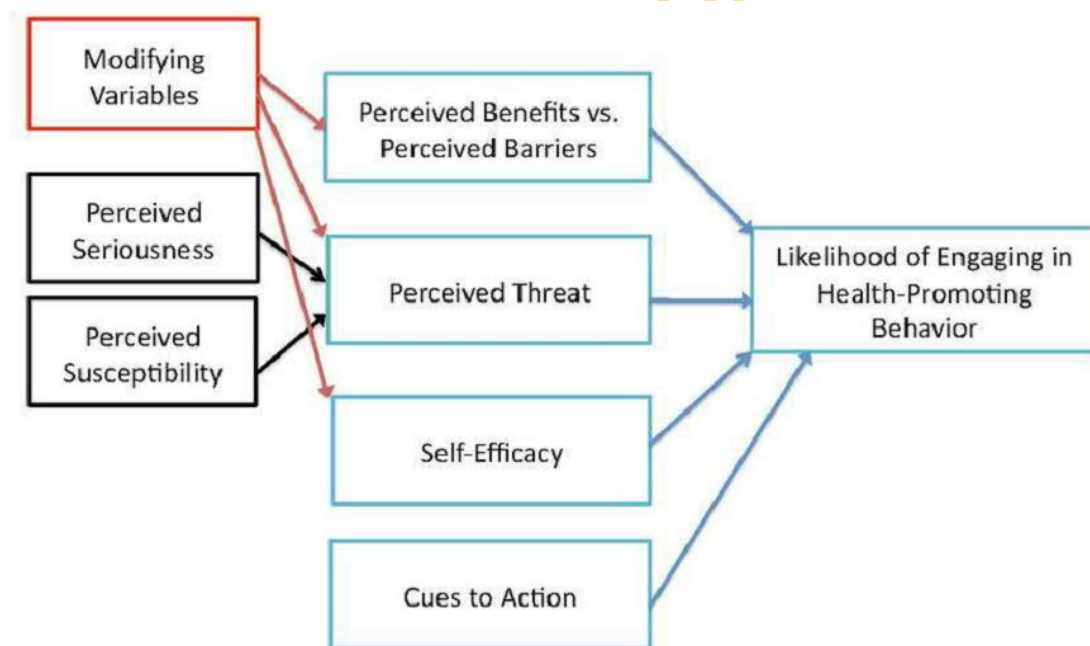 Modifying
Variables
Perceived Benefits vs.
Perceived Barriers
Perceived
Seriousness
Perceived Threat
Likelihood of Engaging in
Health-Promoting
Behavior
Perceived
Susceptibility
Self-Efficacy
Cues to Action